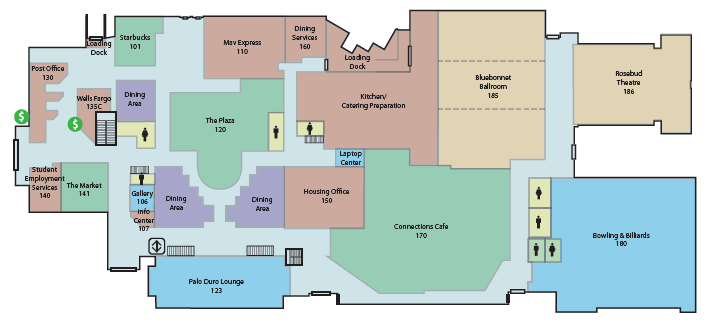 Loading
Dock
Starbucks
101
Mav Express
110
Dining
Services
160
Loading
Dock
Post Office
130
Wells Fargo
135C
$
$
Dining
Area
The Plaza
120
Kitchen/
Catering Preparation
Bluebonnet
Ballroom
185
Rosebud
Theatre
186
Laptop
Center
Student
Employment
Services
140
The Market
141
Gallery
106
Info
Center
107
Dining
Area
Dining
Area
Housing Office
150
Connections Cafe
170
Bowling & Billiards
180
Palo Duro Lounge
123